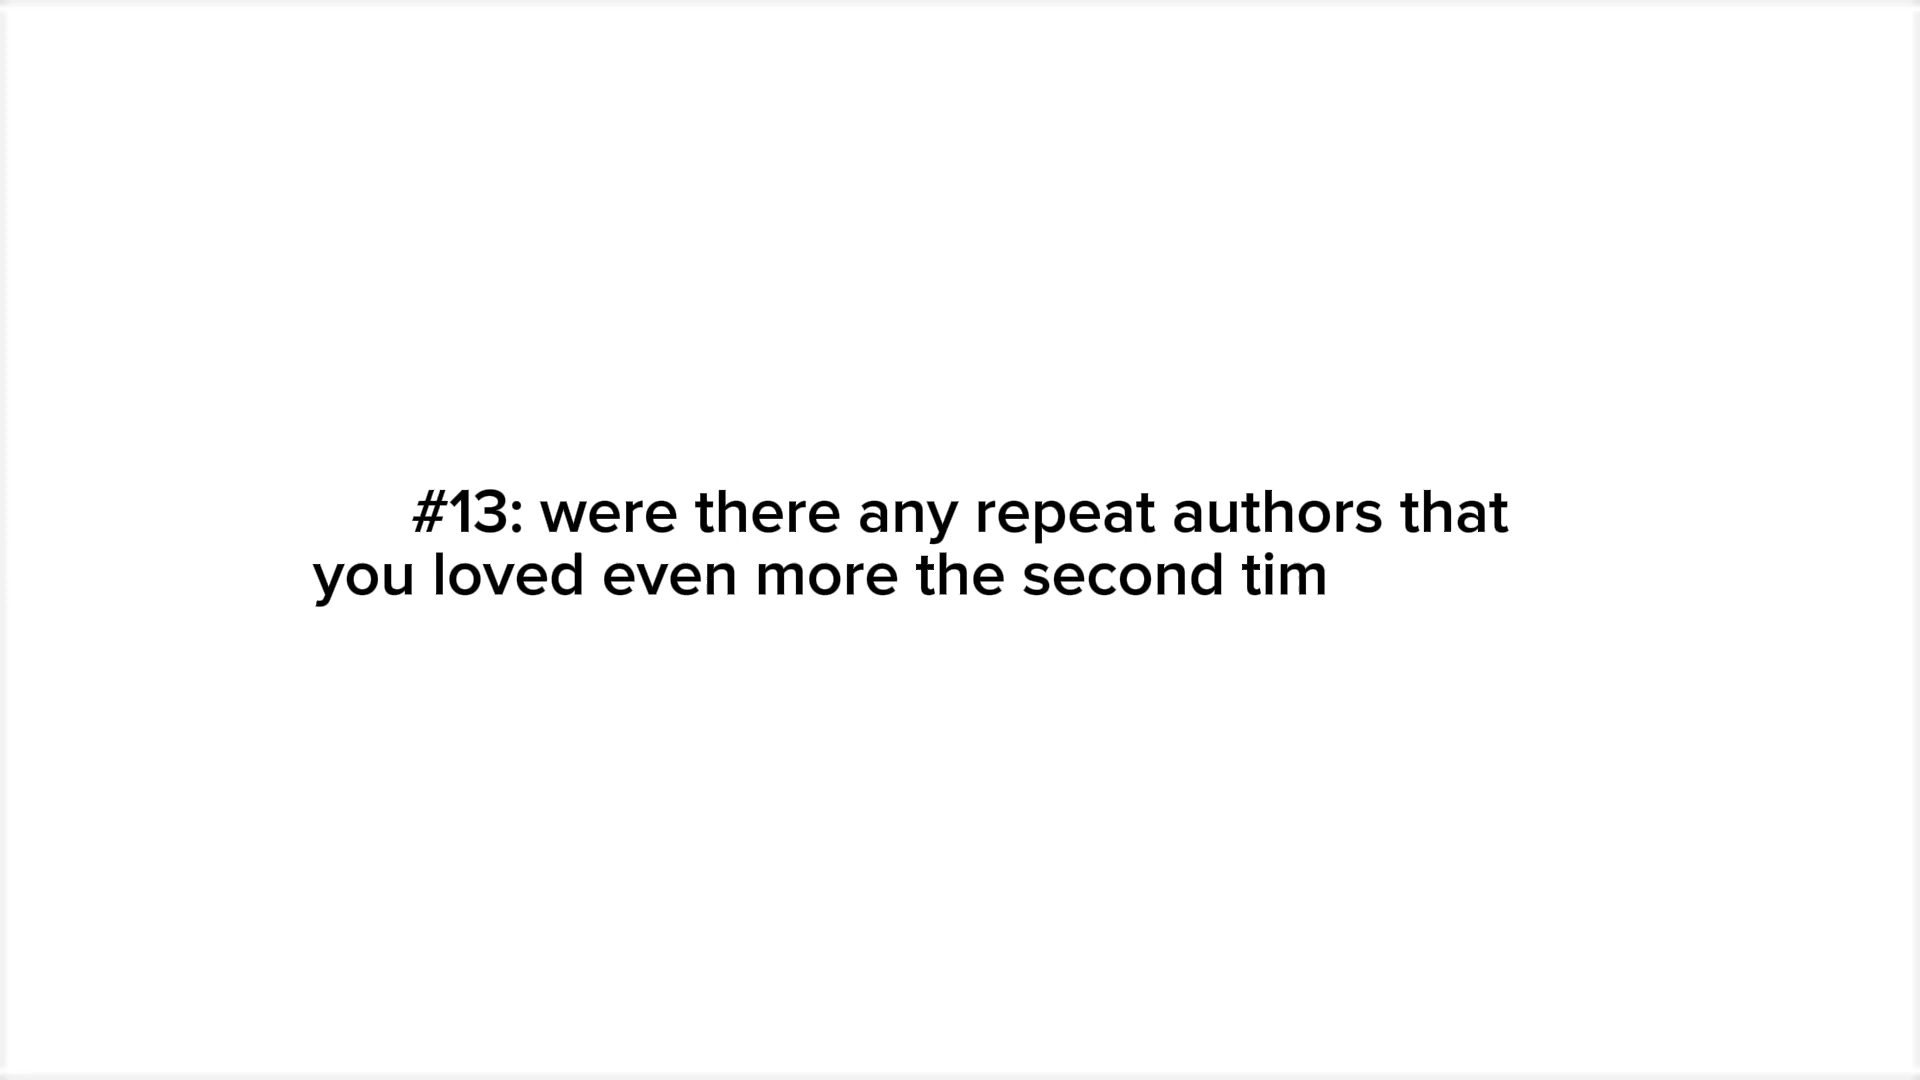 #13: were there any repeat authors that
you loved even more the second tim